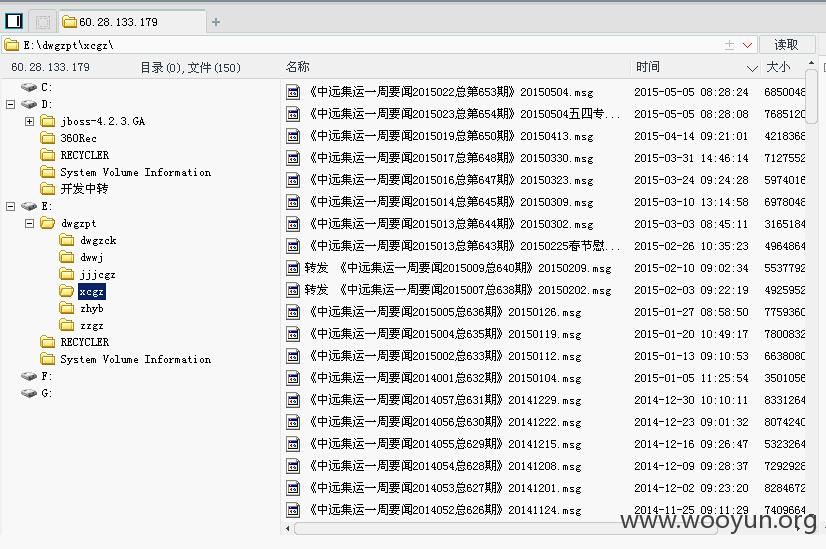 60.28.133.179
E:\dwgzpt\xcgz\
读取
60.28.133.179 目录(0),文件(150) 名称 时间 大小
C:
D:
jboss-4.2.3.GA
360Rec
RECYCLER
System Volume Information
开发中转
E:
dwgzpt
dwgzck
dwwj
jjjcgz
xcgz
zhyb
zzgz
RECYCLER
System Volume Information
F:
G:
《中远集运一周要闻2015022总第653期》20150504.msg 2015-05-05 08:28:24 6850048
《中远集运一周要闻2015023总第654期》20150504五四专... 2015-05-05 08:28:08 7685120
《中远集运一周要闻2015019总第650期》20150413.msg 2015-04-14 09:21:01 4218368
《中远集运一周要闻2015017总第648期》20150330.msg 2015-03-31 14:46:14 7127552
《中远集运一周要闻2015016总第647期》20150323.msg 2015-03-24 09:24:28 5974016
《中远集运一周要闻2015014总第645期》20150309.msg 2015-03-10 13:14:58 6978048
《中远集运一周要闻2015013总第644期》20150302.msg 2015-03-03 08:45:11 3165184
《中远集运一周要闻2015013总第643期》20150225春节慰... 2015-02-26 10:35:23 4964864
转发 《中远集运一周要闻2015009总640期》20150209.msg 2015-02-10 09:02:34 5537792
转发 《中远集运一周要闻2015007总638期》20150202.msg 2015-02-03 09:22:19 4925952
《中远集运一周要闻2015005总636期》20150126.msg 2015-01-27 08:58:50 7759360
《中远集运一周要闻2015004总635期》20150119.msg 2015-01-20 10:49:17 7800832
《中远集运一周要闻2015002总633期》20150112.msg 2015-01-13 09:10:53 6638080
《中远集运一周要闻2014001总632期》20150104.msg 2015-01-05 11:25:54 3501056
《中远集运一周要闻2014057总631期》20141229.msg 2014-12-30 10:10:11 8331264
《中远集运一周要闻2014056总630期》20141222.msg 2014-12-23 09:01:32 8074240
《中远集运一周要闻2014055总629期》20141215.msg 2014-12-16 09:26:47 5323264
《中远集运一周要闻2014054总628期》20141208.msg 2014-12-09 09:28:37 7292928
《中远集运一周要闻2014053总627期》20141201.msg 2014-12-02 09:23:20 8284672
《中远集运一周要闻2014052总626期》20141124.msg 2014-11-25 09:11:29 7409664
www.wooyun.org